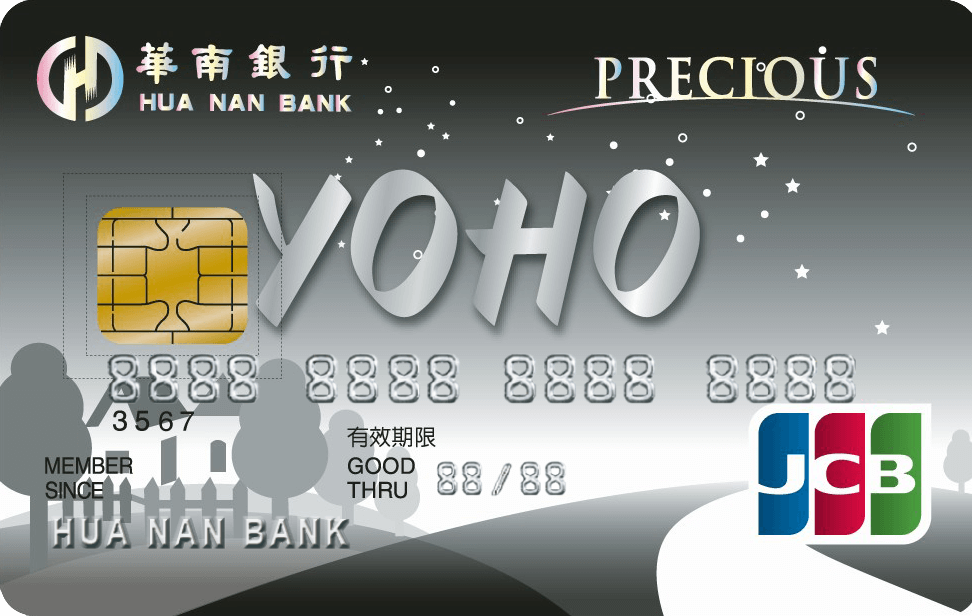 華南銀行
HUA NAN BANK
PRECIOUS
YOHO
8888 8888 8888 8888
3567
有效期限
MEMBER SINCE
GOOD THRU 88/88
HUA NAN BANK
JCB